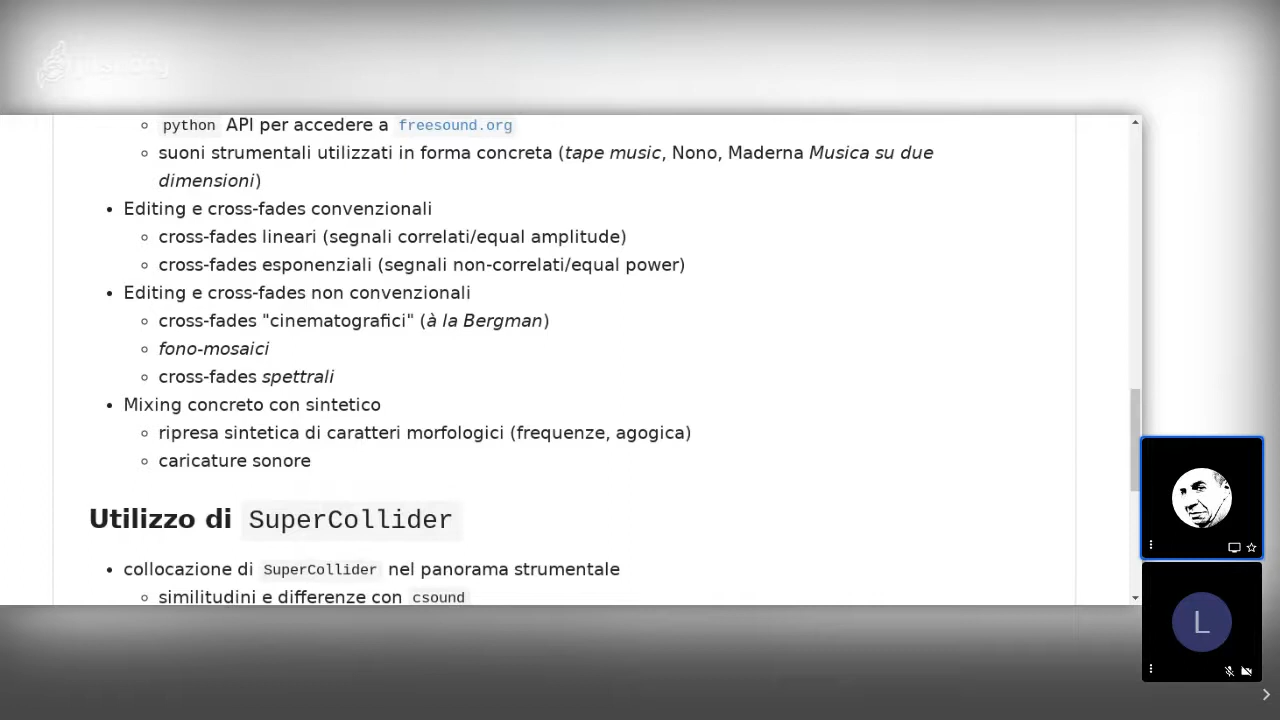 python API per accedere a freesound.org
suoni strumentali utilizzati in forma concreta (tape music, Nono, Maderna Musica su due
dimensioni)
Editing e cross-fades convenzionali
cross-fades lineari (segnali correlati/equal amplitude)
cross-fades esponenziali (segnali non-correlati/equal power)
Editing e cross-fades non convenzionali
cross-fades "cinematografici" (à la Bergman)
fono-mosaici
cross-fades spettrali
Mixing concreto con sintetico
ripresa sintetica di caratteri morfologici (frequenze, agogica)
caricature sonore
Utilizzo di SuperCollider
collocazione di SuperCollider nel panorama strumentale
similitudini e differenze con csound
L